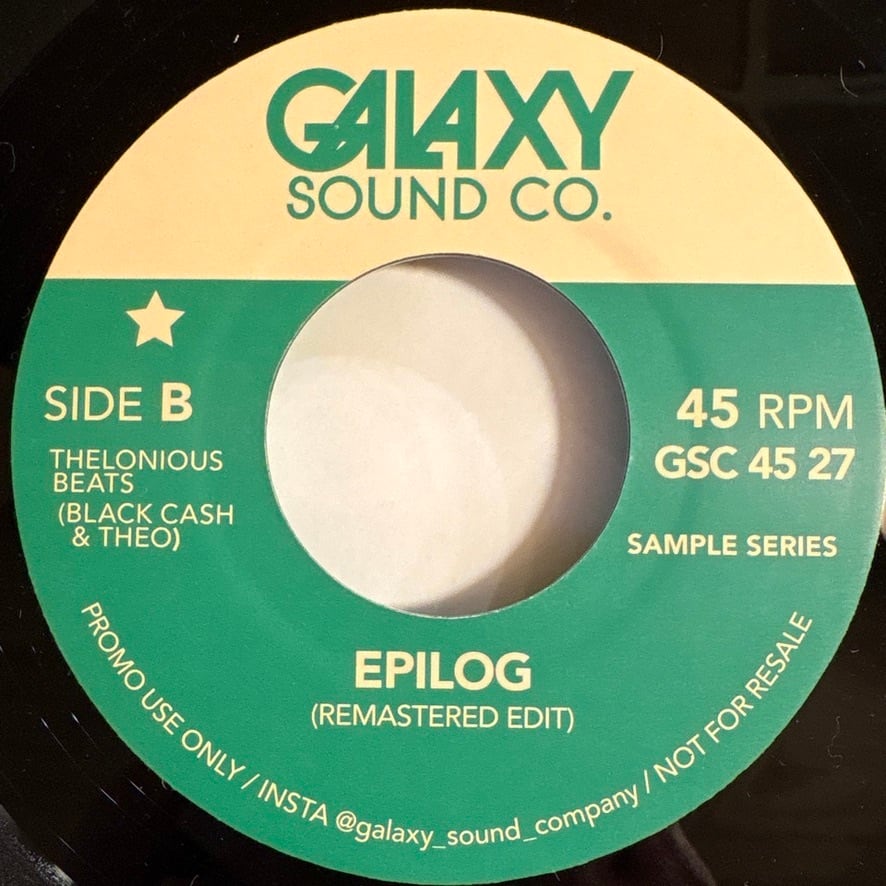 GALAXY
SOUND CO.
SIDE B
THELONIOUS
BEATS
(BLACK CASH
& THEO)
45 RPM
GSC 45 27
SAMPLE SERIES
EPILOG
(REMASTERED EDIT)
PROMO USE ONLY / INSTA @galaxy_sound_company / NOT FOR RESALE